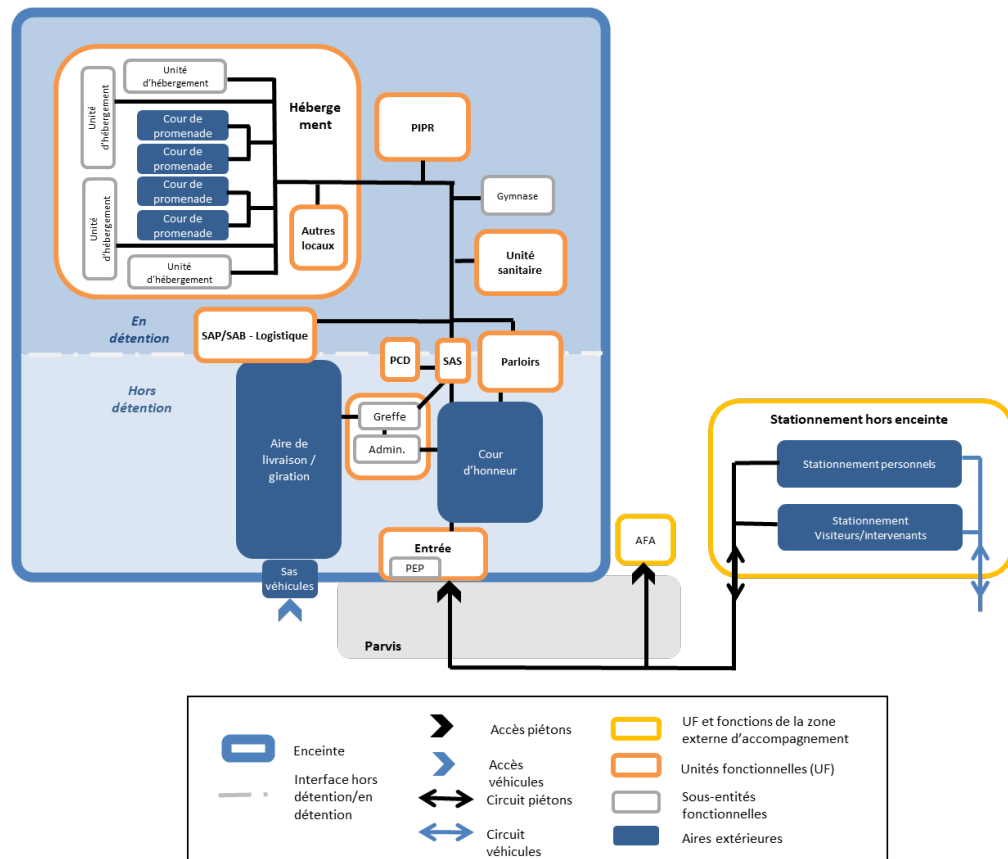 Unité
d'hébergement
Unité
d'hébergement
Cour de
promenade
Cour de
promenade
Cour de
promenade
Cour de
promenade
Unité
d'hébergement
Unité
d'hébergement
Héberge
ment
Autres
locaux
PIPR
Gymnase
Unité
sanitaire
En
détention
SAP/SAB - Logistique
PCD
SAS
Parloirs
Hors
détention
Aire de
livraison /
giration
Greffe
Admin.
Cour
d'honneur
Sas
véhicules
Entrée
PEP
AFA
Parvis
Stationnement hors enceinte
Stationnement personnels
Stationnement
Visiteurs/intervenants
Enceinte
Interface hors
détention/en
détention
Accès piétons
Accès
véhicules
Circuit piétons
Circuit
véhicules
UF et fonctions de la zone
externe d'accompagnement
Unités fonctionnelles (UF)
Sous-entités
fonctionnelles
Aires extérieures